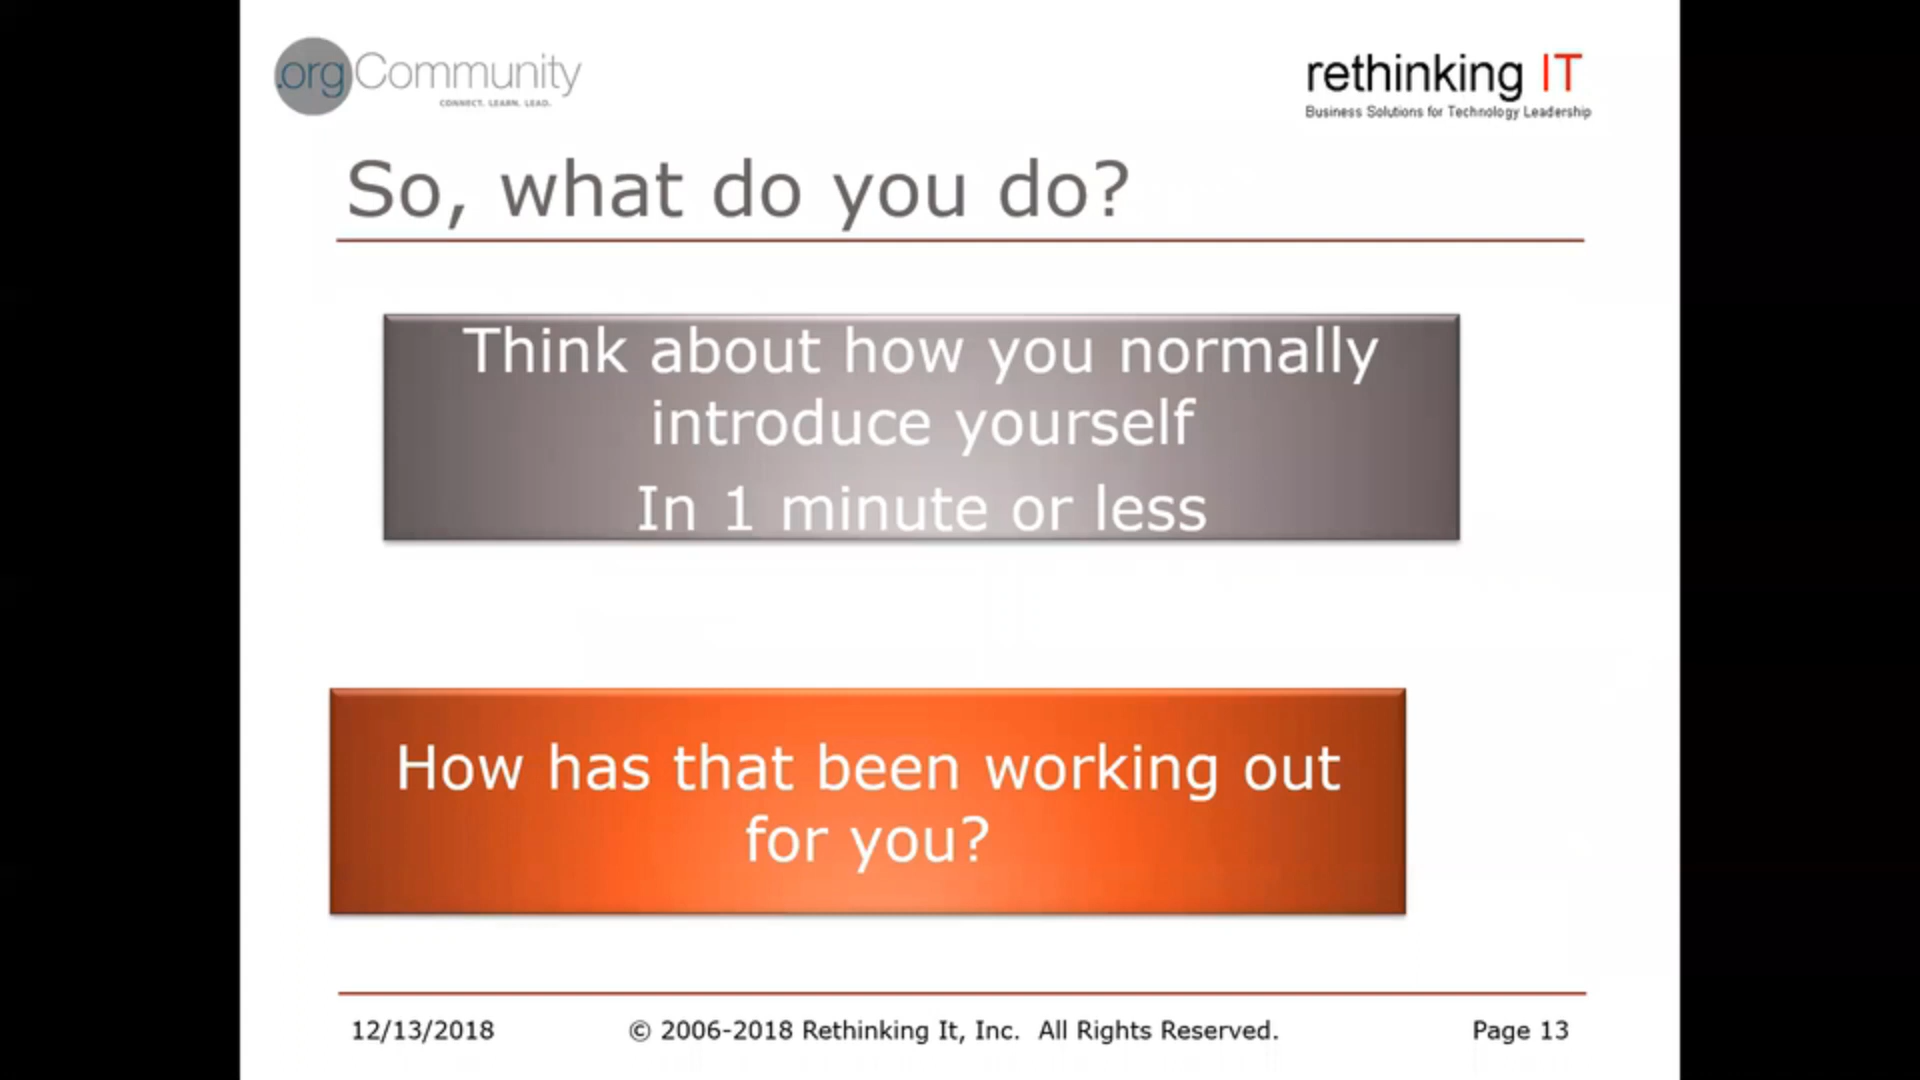 .orgCommunity
CONNECT. LEARN. LEAD.
rethinking IT
Business Solutions for Technology Leadership
So, what do you do?
Think about how you normally
introduce yourself
In 1 minute or less
How has that been working out
for you?
12/13/2018
© 2006-2018 Rethinking It, Inc. All Rights Reserved.
Page 13